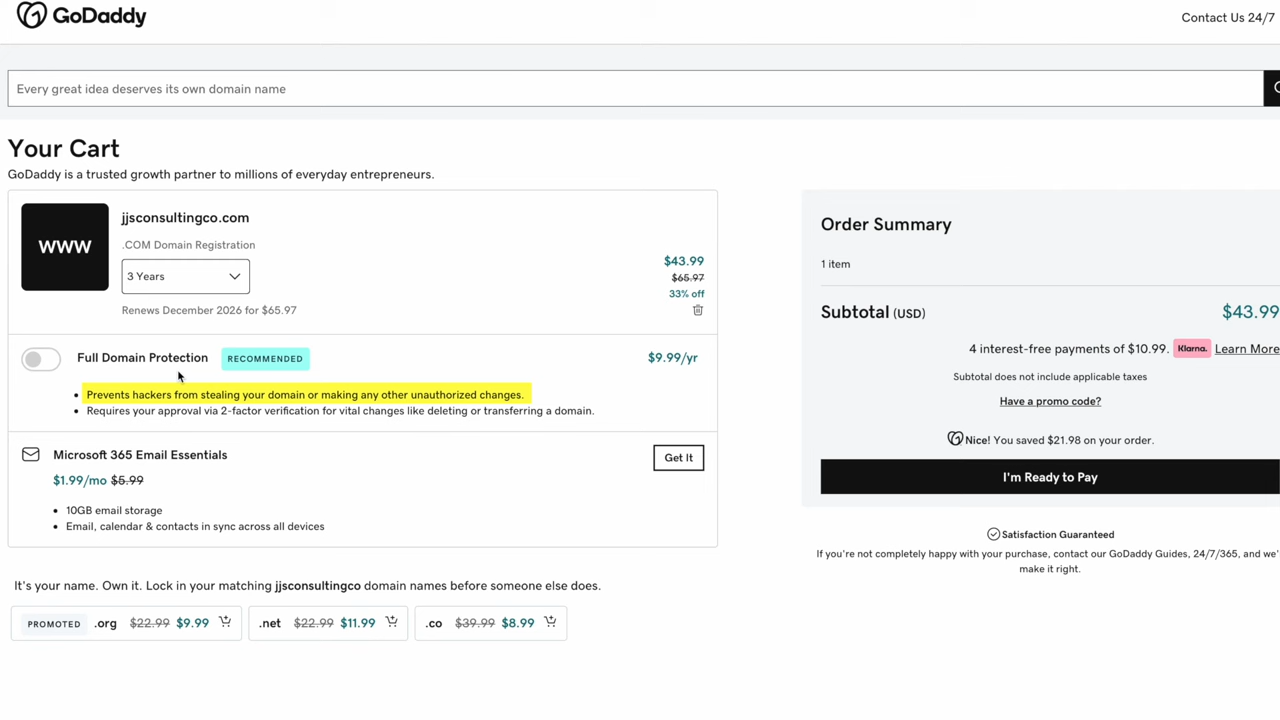 GoDaddy
Contact Us 24/7
Every great idea deserves its own domain name
Your Cart
GoDaddy is a trusted growth partner to millions of everyday entrepreneurs.
www
jjsconsultingco.com
.COM Domain Registration
3 Years
Renews December 2026 for $65.97
$43.99
$65.97
33% off
Full Domain Protection RECOMMENDED $9.99/yr
• Prevents hackers from stealing your domain or making any other unauthorized changes.
• Requires your approval via 2-factor verification for vital changes like deleting or transferring a domain.
Microsoft 365 Email Essentials
Get It
$1.99/mo $5.99
• 10GB email storage
• Email, calendar & contacts in sync across all devices
It's your name. Own it. Lock in your matching jjsconsultingco domain names before someone else does.
PROMOTED .org $22.99 $9.99
.net $22.99 $11.99
.co $39.99 $8.99
Order Summary
1 item
Subtotal (USD) $43.99
4 interest-free payments of $10.99. Klarna. Learn More
Subtotal does not include applicable taxes
Have a promo code?
Nice! You saved $21.98 on your order.
I'm Ready to Pay
Satisfaction Guaranteed
If you're not completely happy with your purchase, contact our GoDaddy Guides, 24/7/365, and we'
make it right.